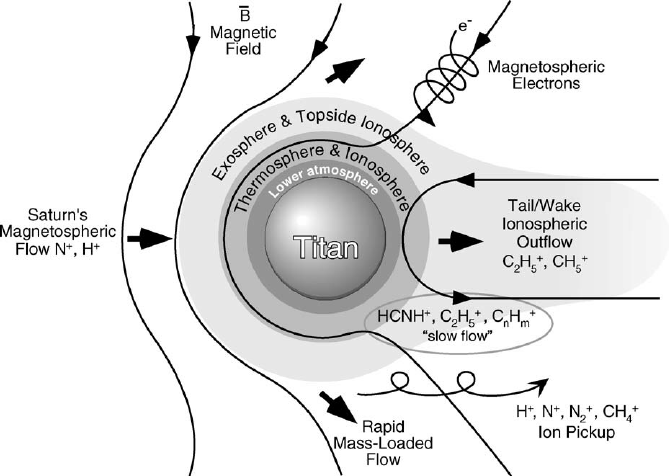 B̅
Magnetic
Field
e⁻
Magnetospheric
Electrons
Exosphere & Topside Ionosphere
Thermosphere & Ionosphere
Lower atmosphere
Titan
Saturn's
Magnetospheric
Flow N⁺, H⁺
Tail/Wake
Ionospheric
Outflow
C₂H₅⁺, CH₅⁺
HCNH⁺, C₂H₅⁺, CₙHₘ⁺
“slow flow”
H⁺, N⁺, N₂⁺, CH₄⁺
Ion Pickup
Rapid
Mass-Loaded
Flow